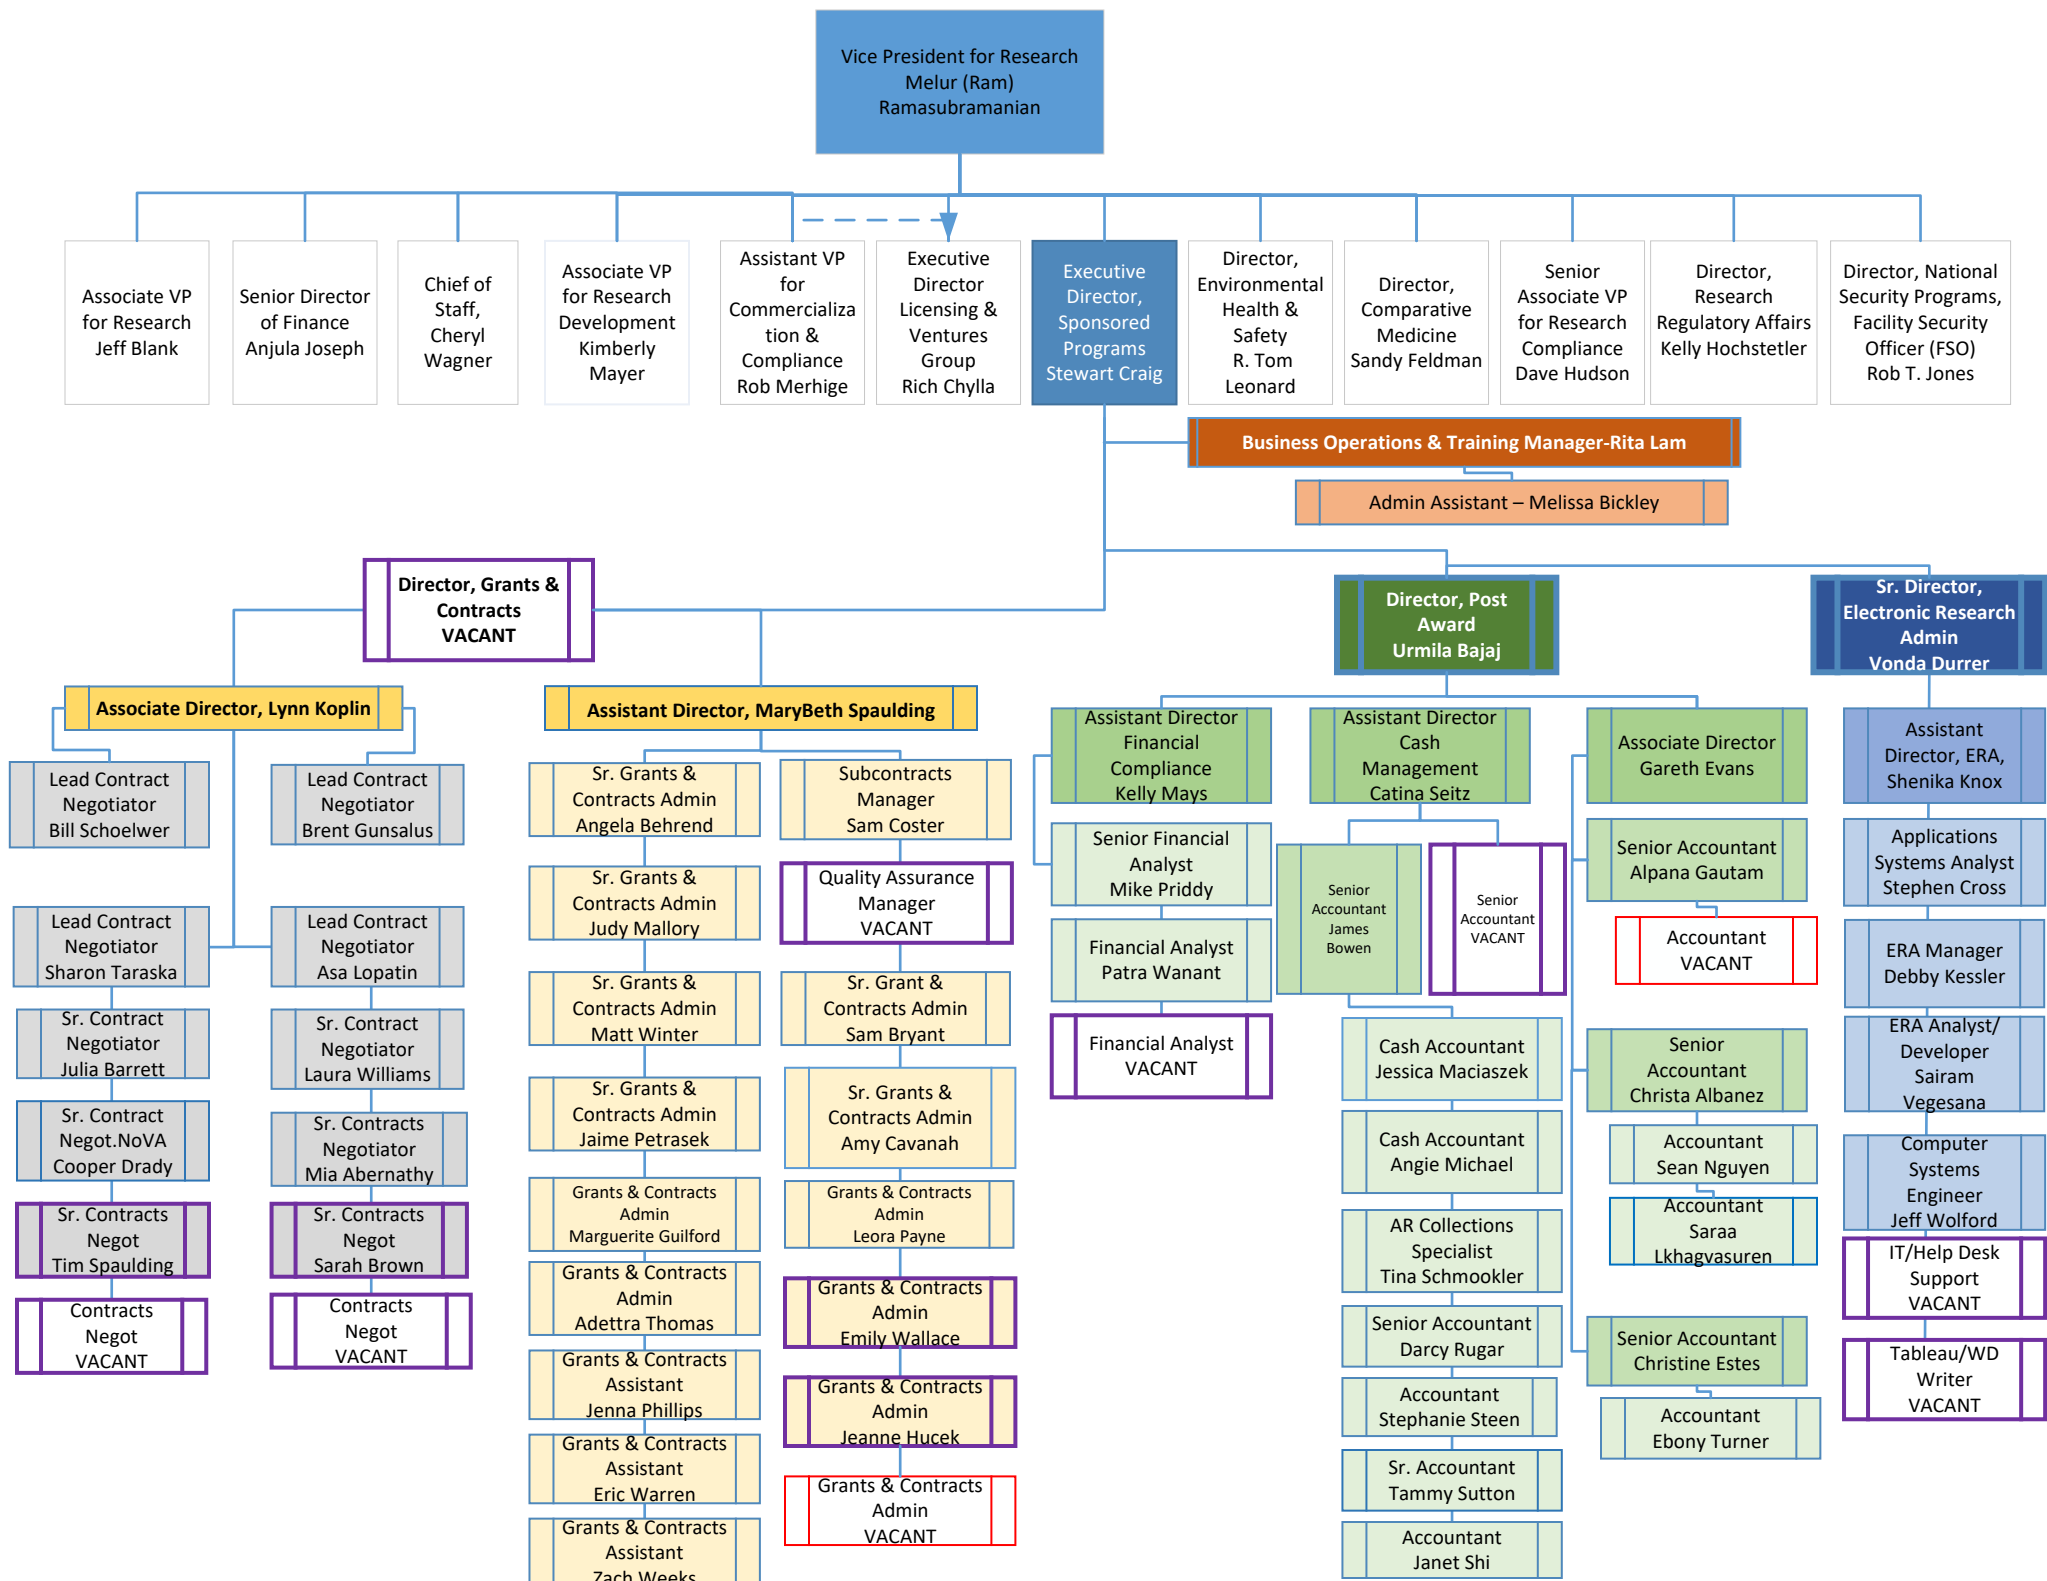 Vice President for Research
Melur (Ram)
Ramasubramanian
Associate VP
for Research
Jeff Blank
Senior Director
of Finance
Anjula Joseph
Chief of
Staff,
Cheryl
Wagner
Associate VP
for Research
Development
Kimberly
Mayer
Assistant VP
for
Commercializa
tion &
Compliance
Rob Merhige
Executive
Director
Licensing &
Ventures
Group
Rich Chylla
Executive
Director,
Sponsored
Programs
Stewart Craig
Director,
Environmental
Health &
Safety
R. Tom
Leonard
Director,
Comparative
Medicine
Sandy Feldman
Senior
Associate VP
for Research
Compliance
Dave Hudson
Director,
Research
Regulatory Affairs
Kelly Hochstetler
Director, National
Security Programs,
Facility Security
Officer (FSO)
Rob T. Jones
Business Operations & Training Manager-Rita Lam
Admin Assistant – Melissa Bickley
Director, Grants &
Contracts
VACANT
Director, Post
Award
Urmila Bajaj
Sr. Director,
Electronic Research
Admin
Vonda Durrer
Associate Director, Lynn Koplin
Lead Contract
Negotiator
Bill Schoelwer
Lead Contract
Negotiator
Brent Gunsalus
Lead Contract
Negotiator
Sharon Taraska
Sr. Contract
Negotiator
Julia Barrett
Sr. Contract
Negot.NoVA
Cooper Drady
Sr. Contracts
Negot
Tim Spaulding
Contracts
Negot
VACANT
Lead Contract
Negotiator
Asa Lopatin
Sr. Contract
Negotiator
Laura Williams
Sr. Contracts
Negotiator
Mia Abernathy
Sr. Contracts
Negot
Sarah Brown
Contracts
Negot
VACANT
Assistant Director, MaryBeth Spaulding
Sr. Grants &
Contracts Admin
Angela Behrend
Sr. Grants &
Contracts Admin
Judy Mallory
Sr. Grants &
Contracts Admin
Matt Winter
Sr. Grants &
Contracts Admin
Jaime Petrasek
Grants & Contracts
Admin
Marguerite Guilford
Grants & Contracts
Admin
Adettra Thomas
Grants & Contracts
Assistant
Jenna Phillips
Grants & Contracts
Assistant
Eric Warren
Grants & Contracts
Assistant
Zach Weeks
Subcontracts
Manager
Sam Coster
Quality Assurance
Manager
VACANT
Sr. Grant &
Contracts Admin
Sam Bryant
Sr. Grants &
Contracts Admin
Amy Cavanah
Grants & Contracts
Admin
Leora Payne
Grants & Contracts
Admin
Emily Wallace
Grants & Contracts
Admin
Jeanne Hucek
Grants & Contracts
Admin
VACANT
Assistant Director
Financial
Compliance
Kelly Mays
Senior Financial
Analyst
Mike Priddy
Financial Analyst
Patra Wanant
Financial Analyst
VACANT
Assistant Director
Cash
Management
Catina Seitz
Senior
Accountant
James
Bowen
Senior
Accountant
VACANT
Cash Accountant
Jessica Maciaszek
Cash Accountant
Angie Michael
AR Collections
Specialist
Tina Schmookler
Senior Accountant
Darcy Rugar
Accountant
Stephanie Steen
Sr. Accountant
Tammy Sutton
Accountant
Janet Shi
Associate Director
Gareth Evans
Senior Accountant
Alpana Gautam
Accountant
VACANT
Senior
Accountant
Christa Albanez
Accountant
Sean Nguyen
Accountant
Saraa
Lkhagvasuren
Senior Accountant
Christine Estes
Accountant
Ebony Turner
Assistant
Director, ERA,
Shenika Knox
Applications
Systems Analyst
Stephen Cross
ERA Manager
Debby Kessler
ERA Analyst/
Developer
Sairam
Vegesana
Computer
Systems
Engineer
Jeff Wolford
IT/Help Desk
Support
VACANT
Tableau/WD
Writer
VACANT